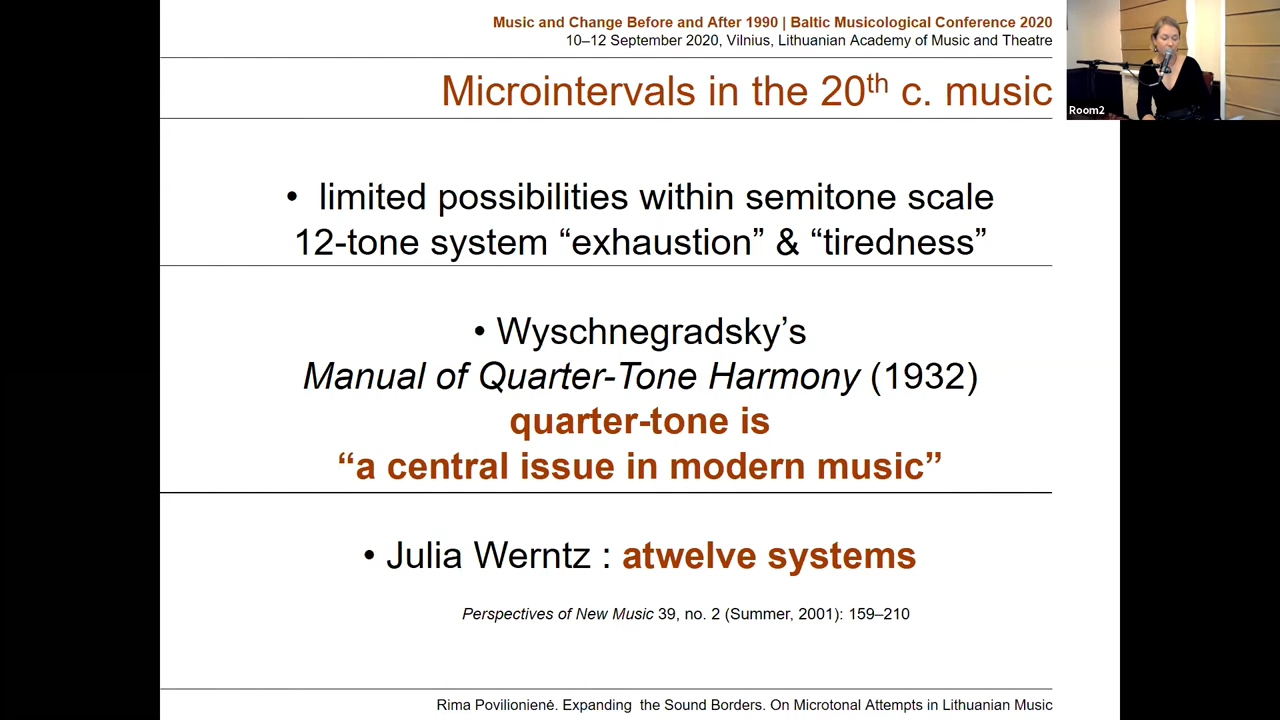 Music and Change Before and After 1990 | Baltic Musicological Conference 2020
10–12 September 2020, Vilnius, Lithuanian Academy of Music and Theatre
Microintervals in the 20th c. music
Room2
• limited possibilities within semitone scale
12-tone system “exhaustion” & “tiredness”
• Wyschnegradsky’s
Manual of Quarter-Tone Harmony (1932)
quarter-tone is
“a central issue in modern music”
• Julia Werntz : atwelve systems
Perspectives of New Music 39, no. 2 (Summer, 2001): 159–210
Rima Povilionienė. Expanding the Sound Borders. On Microtonal Attempts in Lithuanian Music